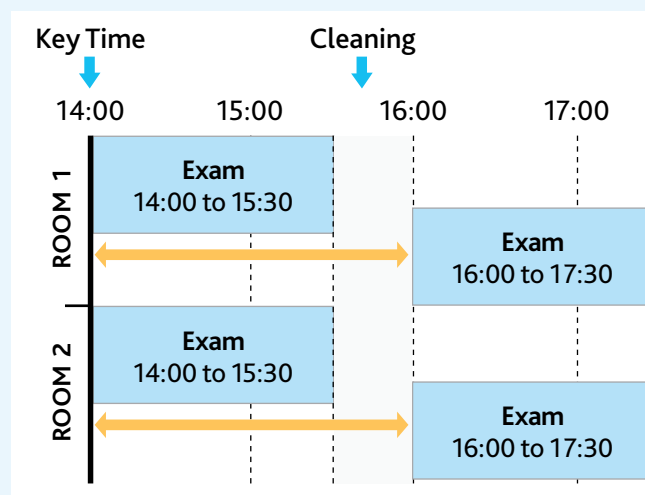 Key Time Cleaning
14:00 15:00 16:00 17:00
ROOM 1
Exam
14:00 to 15:30
Exam
16:00 to 17:30
ROOM 2
Exam
14:00 to 15:30
Exam
16:00 to 17:30